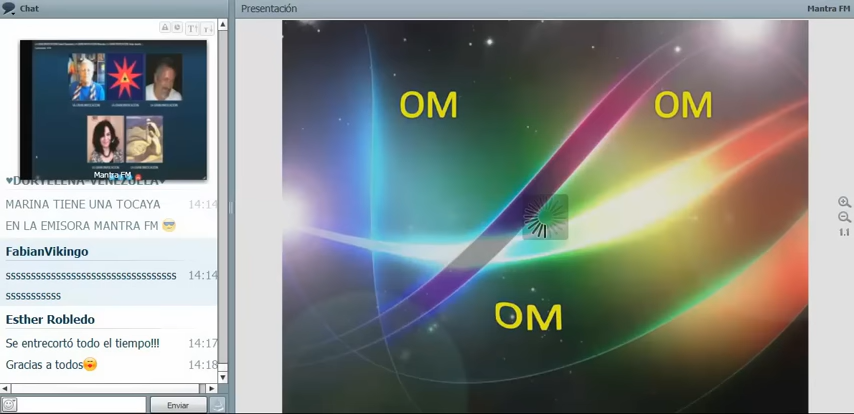 Chat
Presentación
Mantra FM
Mantra FM
♥DORYELENA-VENEZUELA♥
MARINA TIENE UNA TOCAYA 14:14
EN LA EMISORA MANTRA FM
FabianVikingo
sssssssssssssssssssssssssssssssssss 14:14
sssssssssss
Esther Robledo
Se entrecortó todo el tiempo!!! 14:17
Gracias a todos 14:18
Enviar
OM OM
OM
1.1